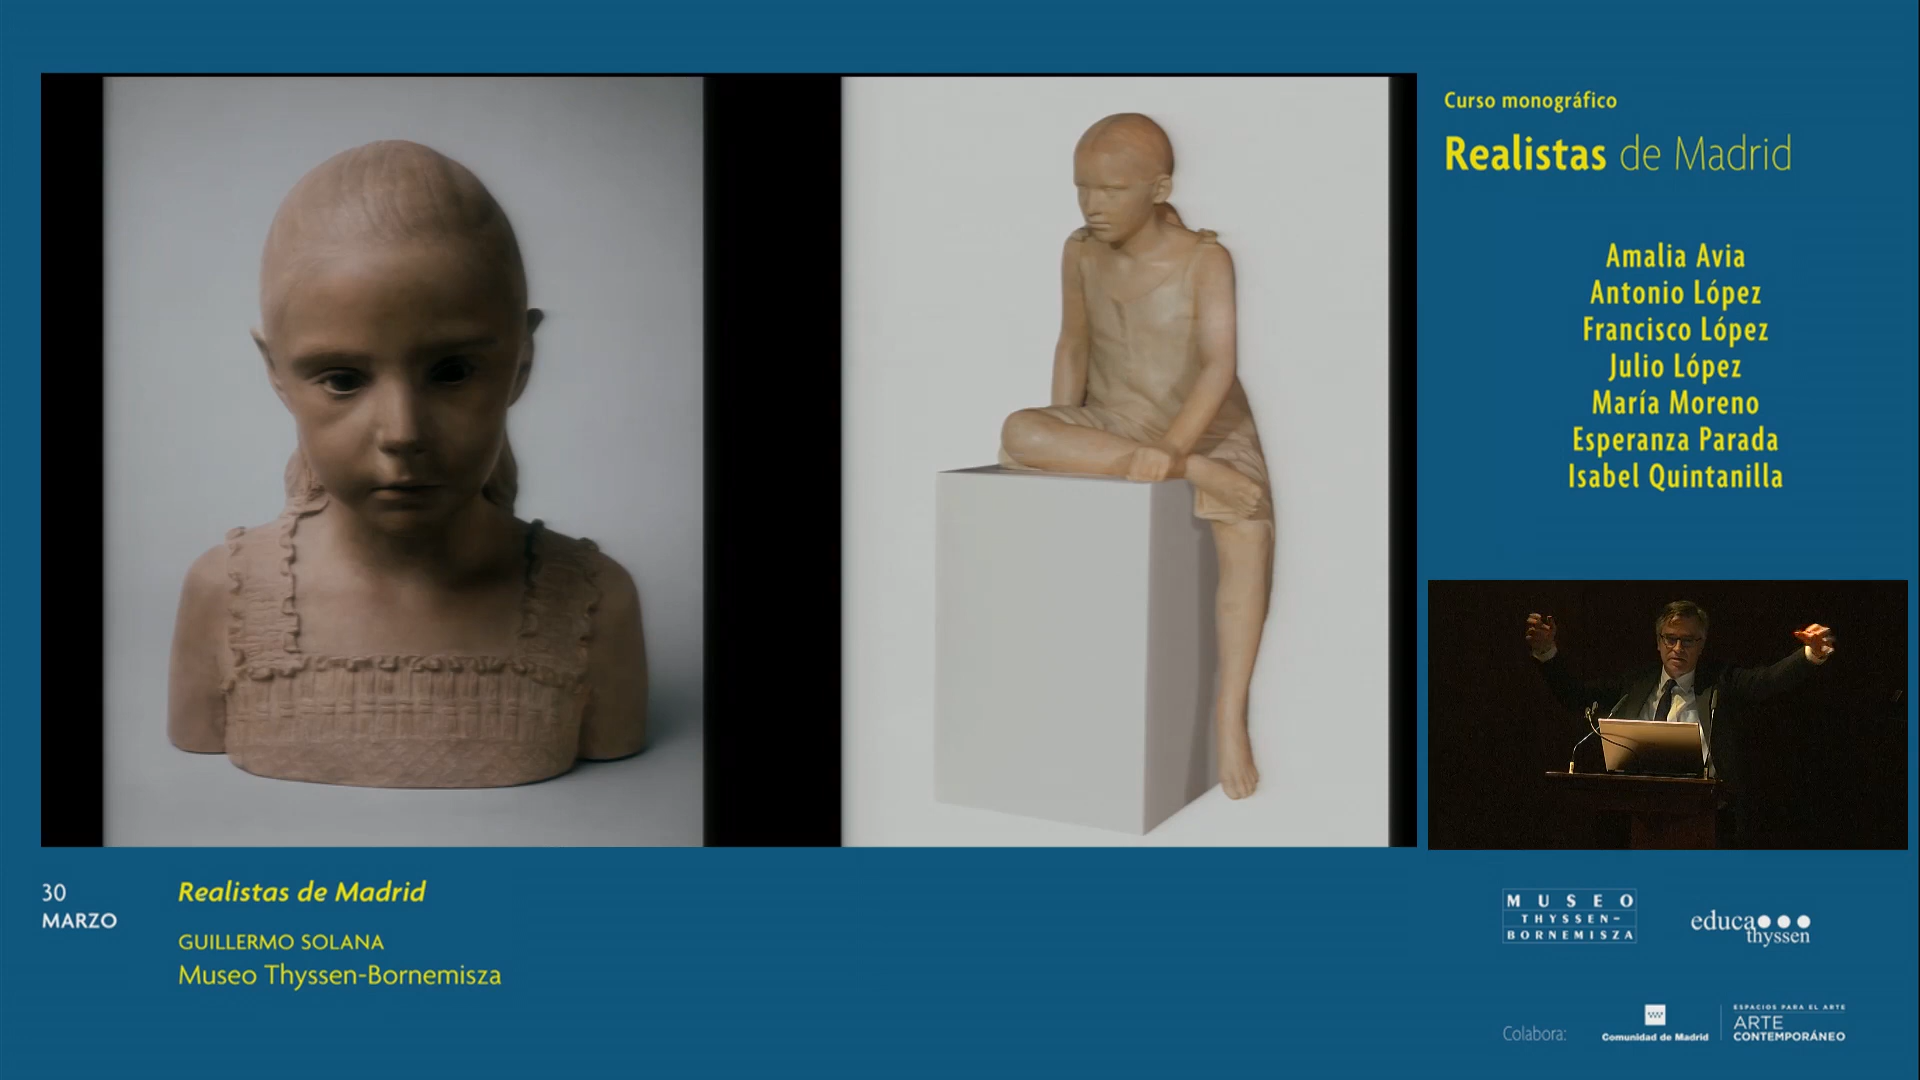 Curso monográfico
Realistas de Madrid
Amalia Avia
Antonio López
Francisco López
Julio López
María Moreno
Esperanza Parada
Isabel Quintanilla
30
MARZO
Realistas de Madrid
GUILLERMO SOLANA
Museo Thyssen-Bornemisza
MUSEO
THYSSEN-
BORNEMISZA
educa
thyssen
Colabora:
Comunidad de Madrid
ESPACIOS PARA EL ARTE
ARTE
CONTEMPORÁNEO